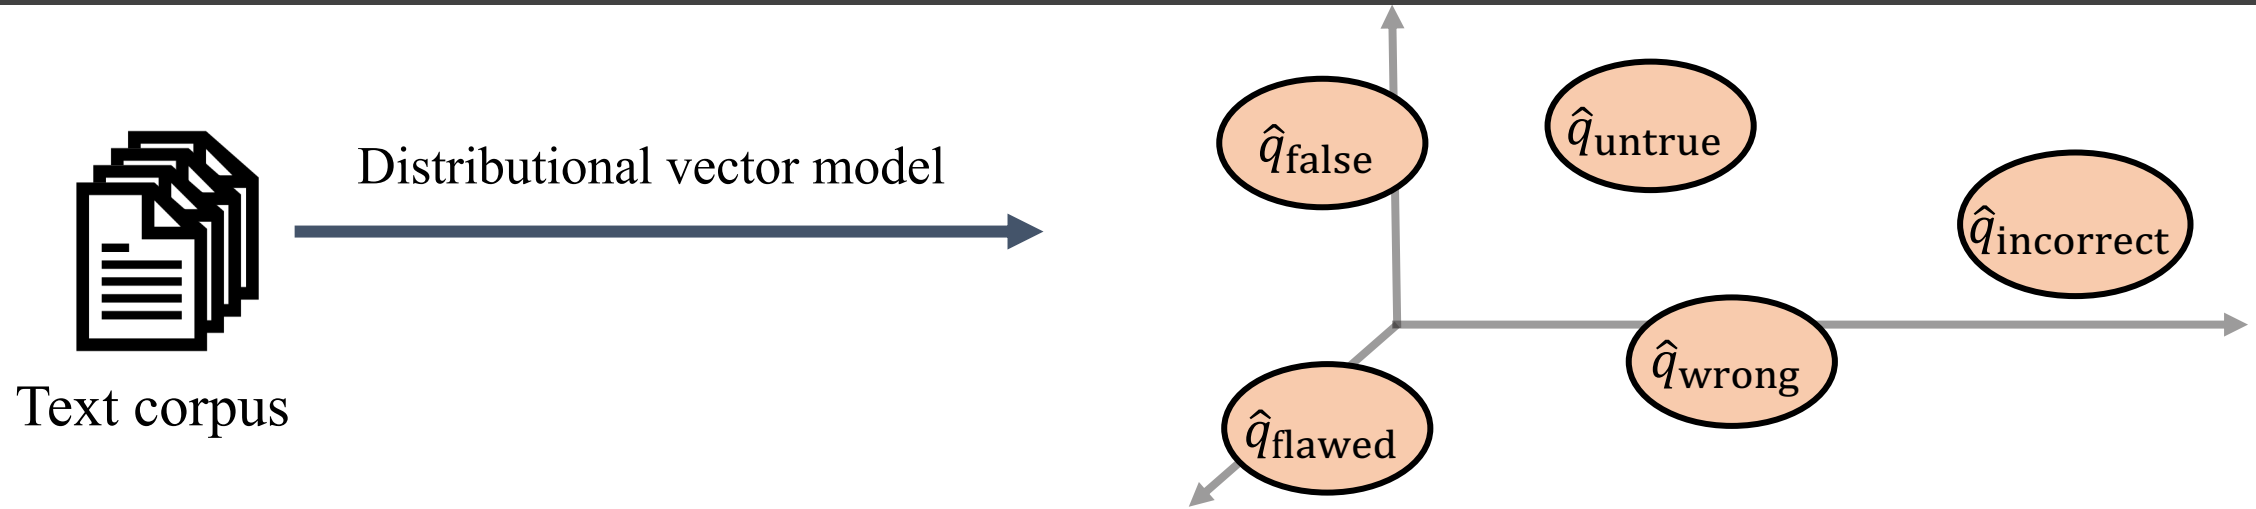 Distributional vector model
Text corpus
q̂false
q̂untrue
q̂incorrect
q̂wrong
q̂flawed